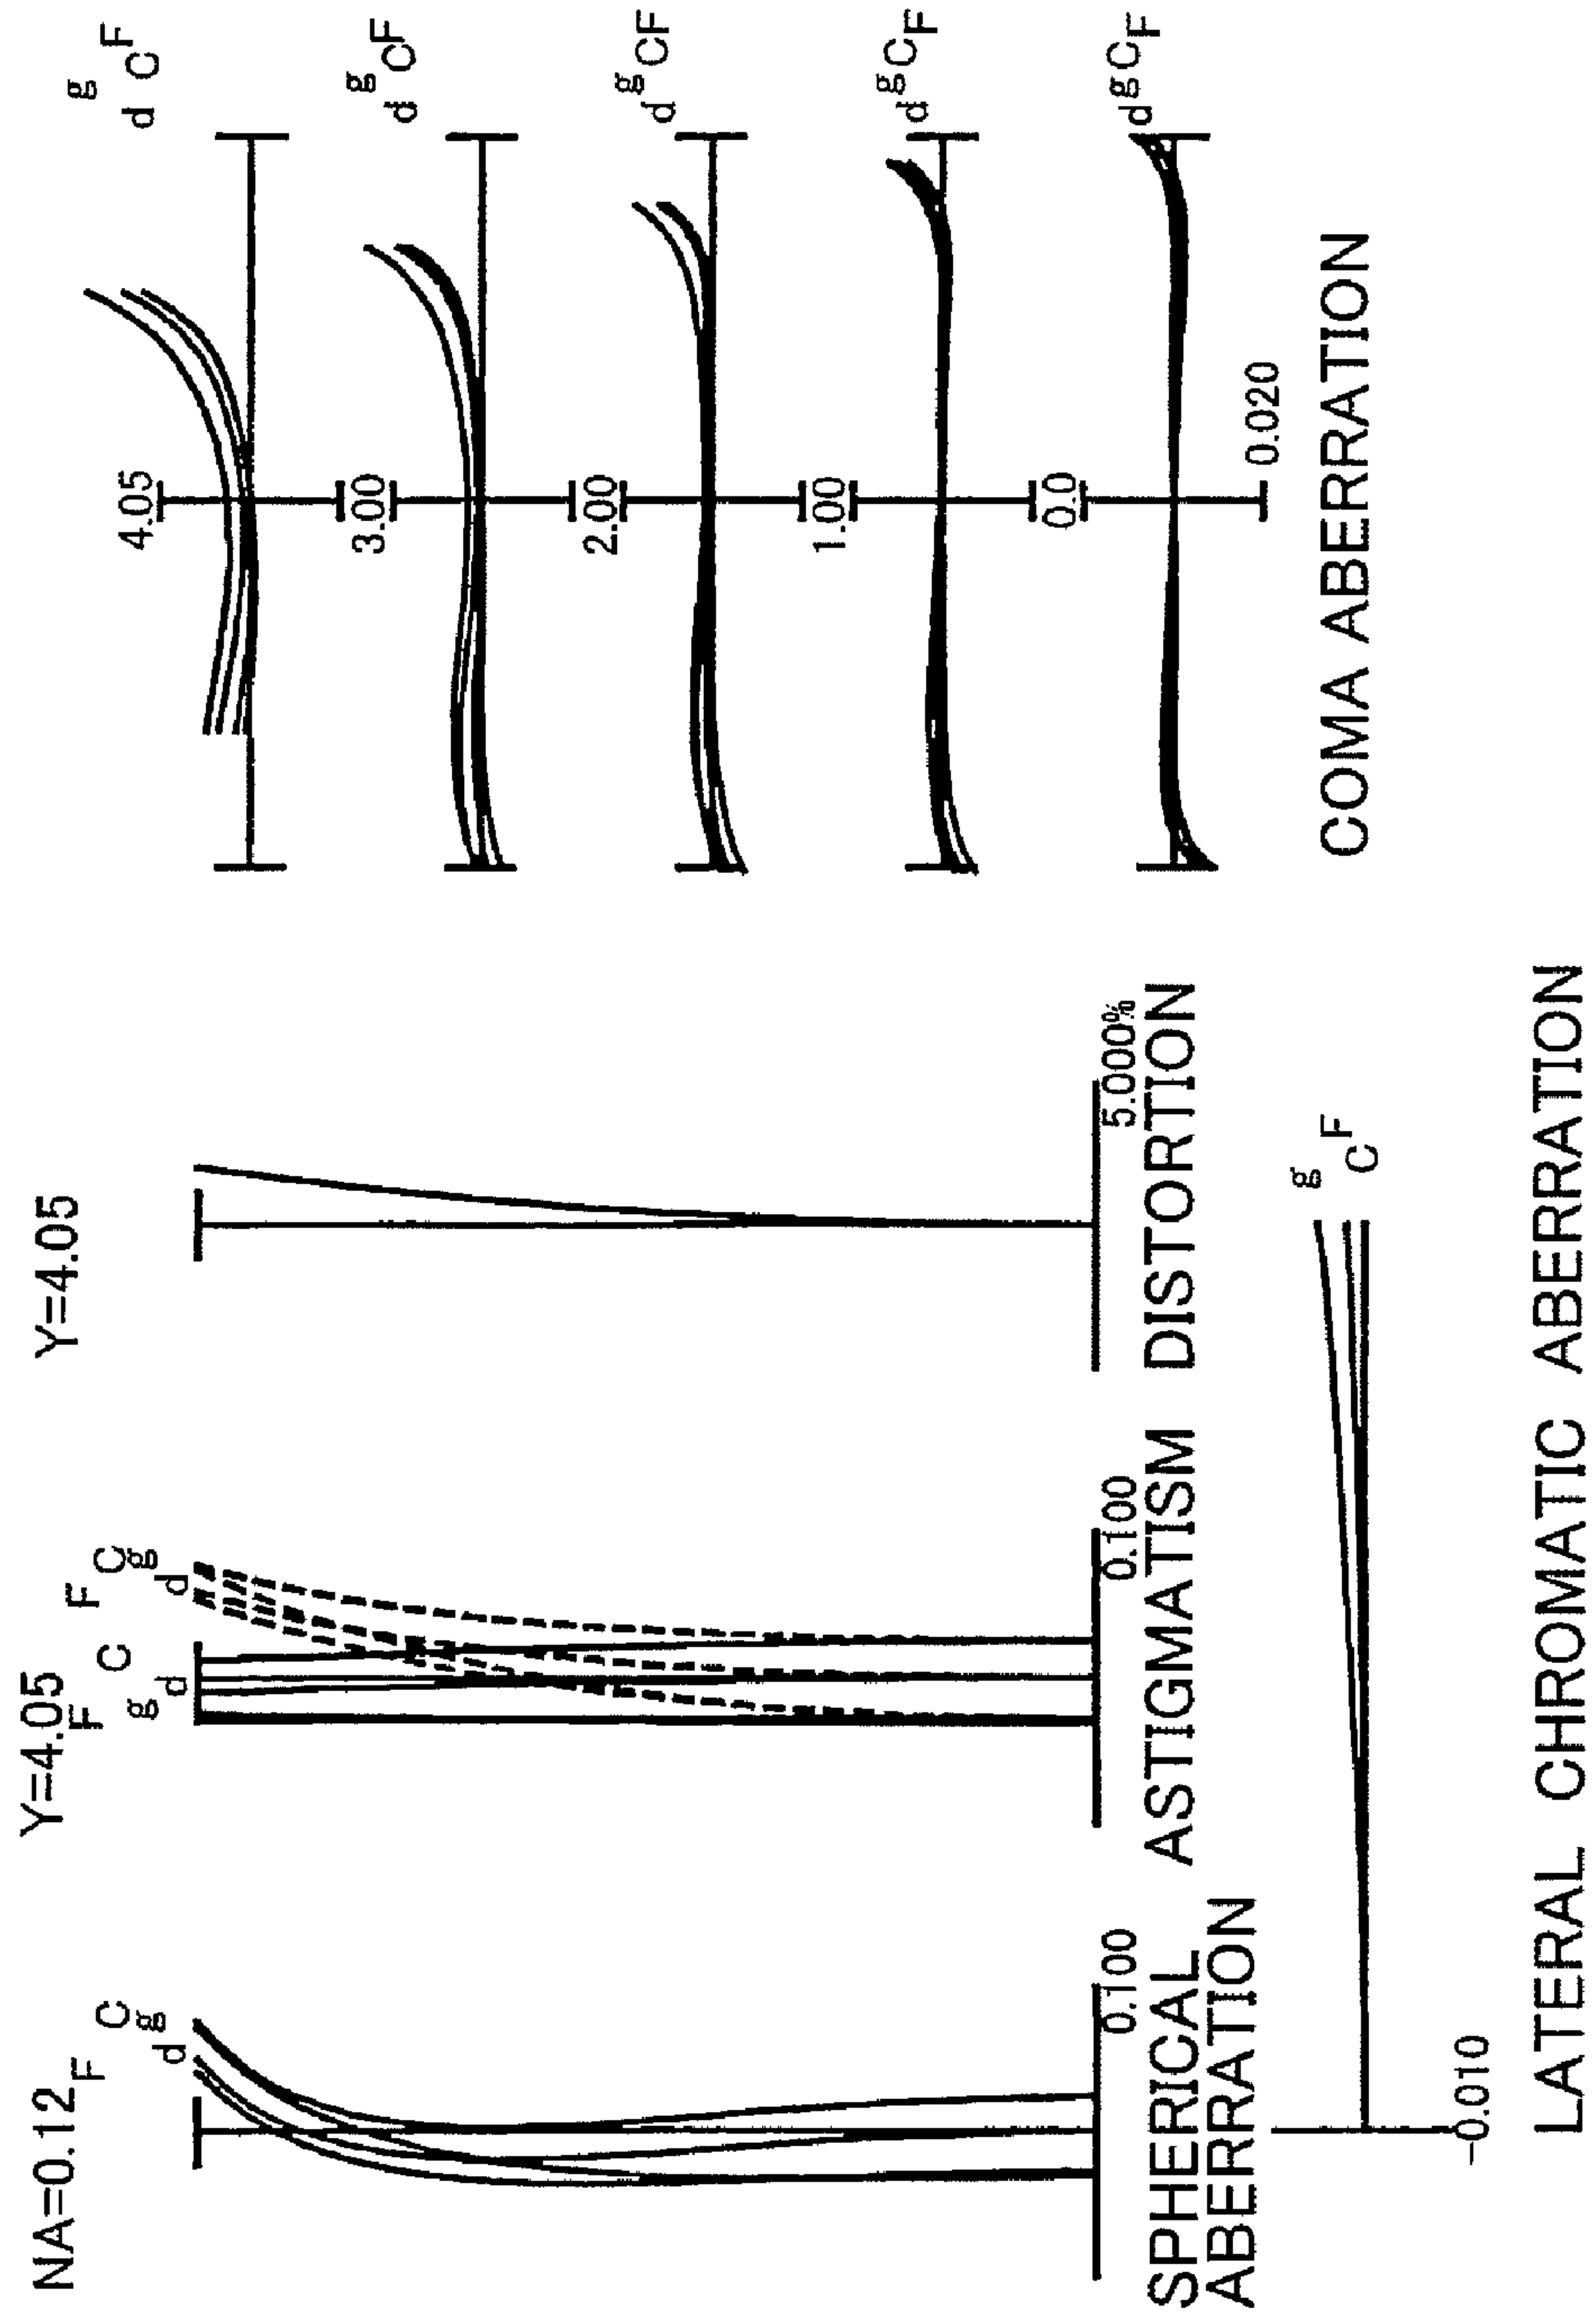 NA=0.12
F
d
C
g
0.100
SPHERICAL
ABERRATION
Y=4.05
F
g
d
C
F
d
C
g
0.100
ASTIGMATISM
Y=4.05
5.000%
DISTORTION
4.05
d
g
C
F
3.00
d
g
C
F
2.00
d
g
C
F
1.00
d
g
C
F
0.0
d
g
C
F
0.020
COMA ABERRATION
g
C
F
-0.010
LATERAL CHROMATIC ABERRATION